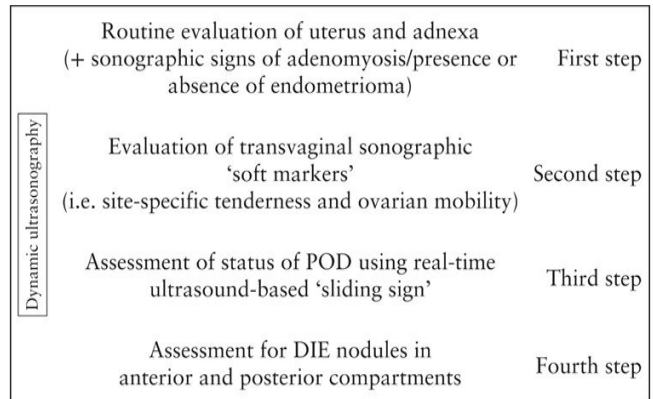 Routine evaluation of uterus and adnexa
(+ sonographic signs of adenomyosis/presence or
absence of endometrioma)
First step
Dynamic ultrasonography
Evaluation of transvaginal sonographic
‘soft markers’
(i.e. site-specific tenderness and ovarian mobility)
Second step
Assessment of status of POD using real-time
ultrasound-based ‘sliding sign’
Third step
Assessment for DIE nodules in
anterior and posterior compartments
Fourth step